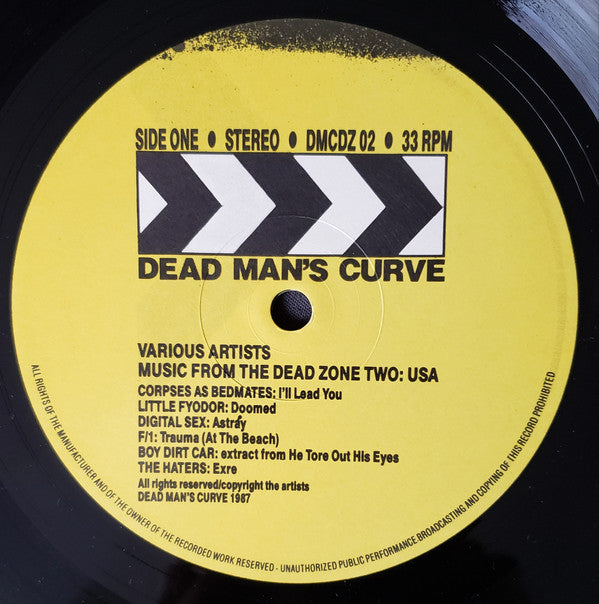 SIDE ONE • STEREO • DMCDZ 02 • 33 RPM
DEAD MAN'S CURVE
VARIOUS ARTISTS
MUSIC FROM THE DEAD ZONE TWO: USA
CORPSES AS BEDMATES: I'll Lead You
LITTLE FYODOR: Doomed
DIGITAL SEX: Astray
F/1: Trauma (At The Beach)
BOY DIRT CAR: extract from He Tore Out His Eyes
THE HATERS: Exre
All rights reserved/copyright the artists
DEAD MAN'S CURVE 1987
ALL RIGHTS OF THE MANUFACTURER AND OF THE OWNER OF THE RECORDED WORK RESERVED - UNAUTHORIZED PUBLIC PERFORMANCE, BROADCASTING AND COPYING OF THIS RECORD PROHIBITED